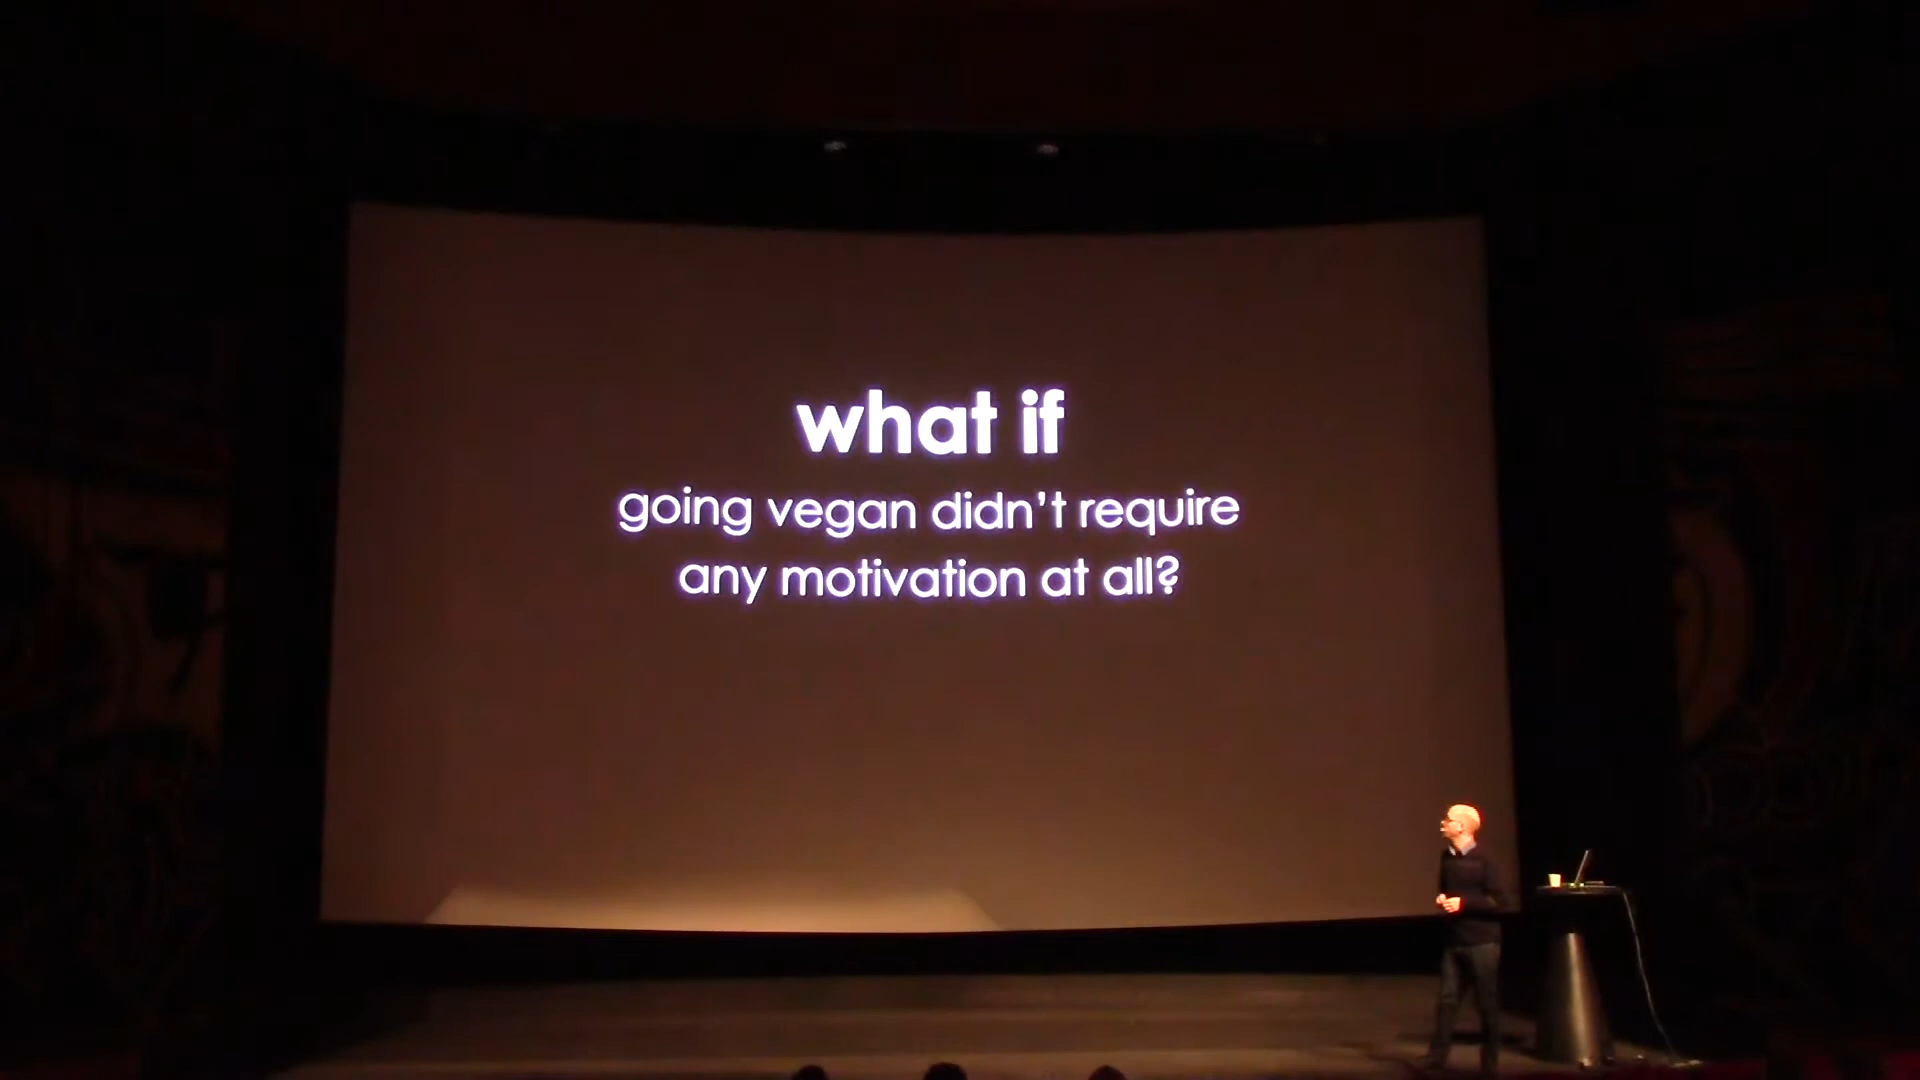 what if
going vegan didn't require
any motivation at all?